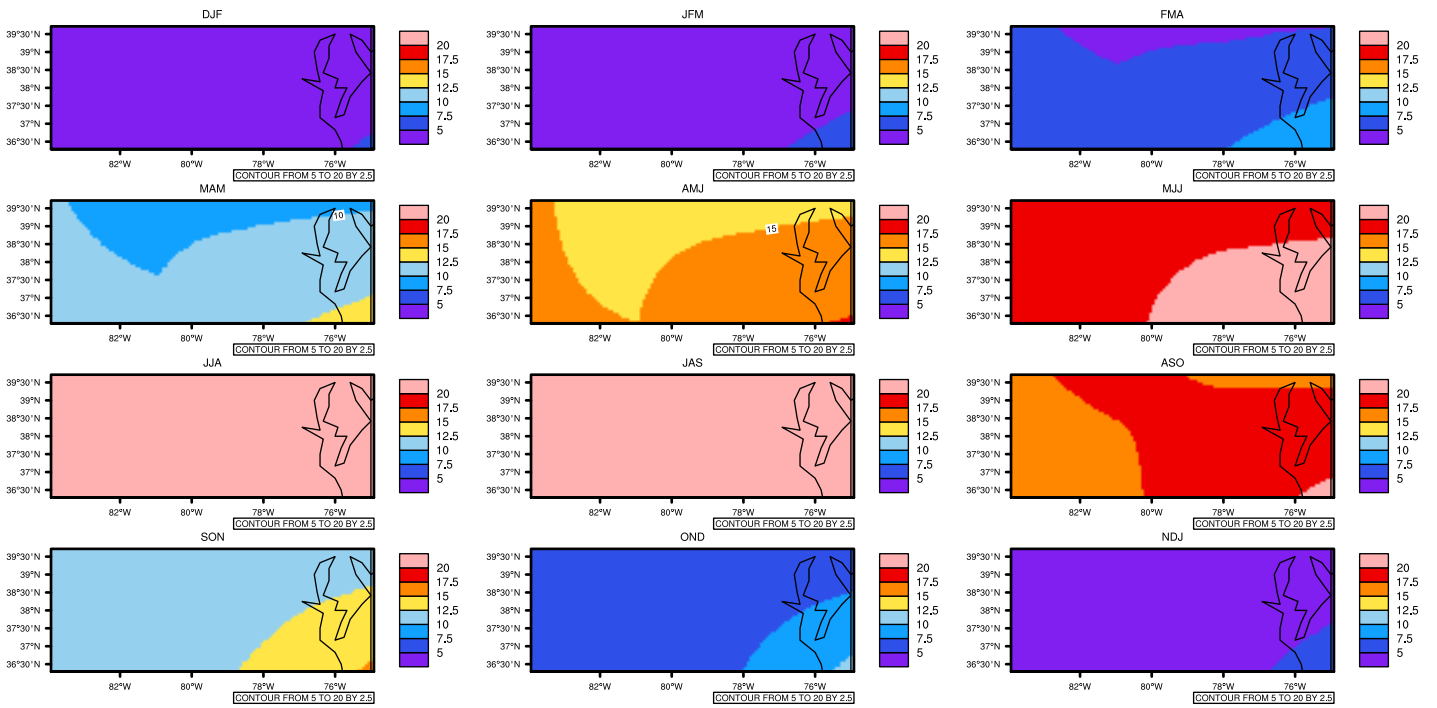 DJF
39°30'N
39°N
38°30'N
38°N
37°30'N
37°N
36°30'N
82°W 80°W 78°W 76°W
20
17.5
15
12.5
10
7.5
5
CONTOUR FROM 5 TO 20 BY 2.5
JFM
39°30'N
39°N
38°30'N
38°N
37°30'N
37°N
36°30'N
82°W 80°W 78°W 76°W
20
17.5
15
12.5
10
7.5
5
CONTOUR FROM 5 TO 20 BY 2.5
FMA
39°30'N
39°N
38°30'N
38°N
37°30'N
37°N
36°30'N
82°W 80°W 78°W 76°W
20
17.5
15
12.5
10
7.5
5
CONTOUR FROM 5 TO 20 BY 2.5
MAM
39°30'N
39°N
38°30'N
38°N
37°30'N
37°N
36°30'N
10
82°W 80°W 78°W 76°W
20
17.5
15
12.5
10
7.5
5
CONTOUR FROM 5 TO 20 BY 2.5
AMJ
39°30'N
39°N
38°30'N
38°N
37°30'N
37°N
36°30'N
15
82°W 80°W 78°W 76°W
20
17.5
15
12.5
10
7.5
5
CONTOUR FROM 5 TO 20 BY 2.5
MJJ
39°30'N
39°N
38°30'N
38°N
37°30'N
37°N
36°30'N
82°W 80°W 78°W 76°W
20
17.5
15
12.5
10
7.5
5
CONTOUR FROM 5 TO 20 BY 2.5
JJA
39°30'N
39°N
38°30'N
38°N
37°30'N
37°N
36°30'N
82°W 80°W 78°W 76°W
20
17.5
15
12.5
10
7.5
5
CONTOUR FROM 5 TO 20 BY 2.5
JAS
39°30'N
39°N
38°30'N
38°N
37°30'N
37°N
36°30'N
82°W 80°W 78°W 76°W
20
17.5
15
12.5
10
7.5
5
CONTOUR FROM 5 TO 20 BY 2.5
ASO
39°30'N
39°N
38°30'N
38°N
37°30'N
37°N
36°30'N
82°W 80°W 78°W 76°W
20
17.5
15
12.5
10
7.5
5
CONTOUR FROM 5 TO 20 BY 2.5
SON
39°30'N
39°N
38°30'N
38°N
37°30'N
37°N
36°30'N
82°W 80°W 78°W 76°W
20
17.5
15
12.5
10
7.5
5
CONTOUR FROM 5 TO 20 BY 2.5
OND
39°30'N
39°N
38°30'N
38°N
37°30'N
37°N
36°30'N
82°W 80°W 78°W 76°W
20
17.5
15
12.5
10
7.5
5
CONTOUR FROM 5 TO 20 BY 2.5
NDJ
39°30'N
39°N
38°30'N
38°N
37°30'N
37°N
36°30'N
82°W 80°W 78°W 76°W
20
17.5
15
12.5
10
7.5
5
CONTOUR FROM 5 TO 20 BY 2.5